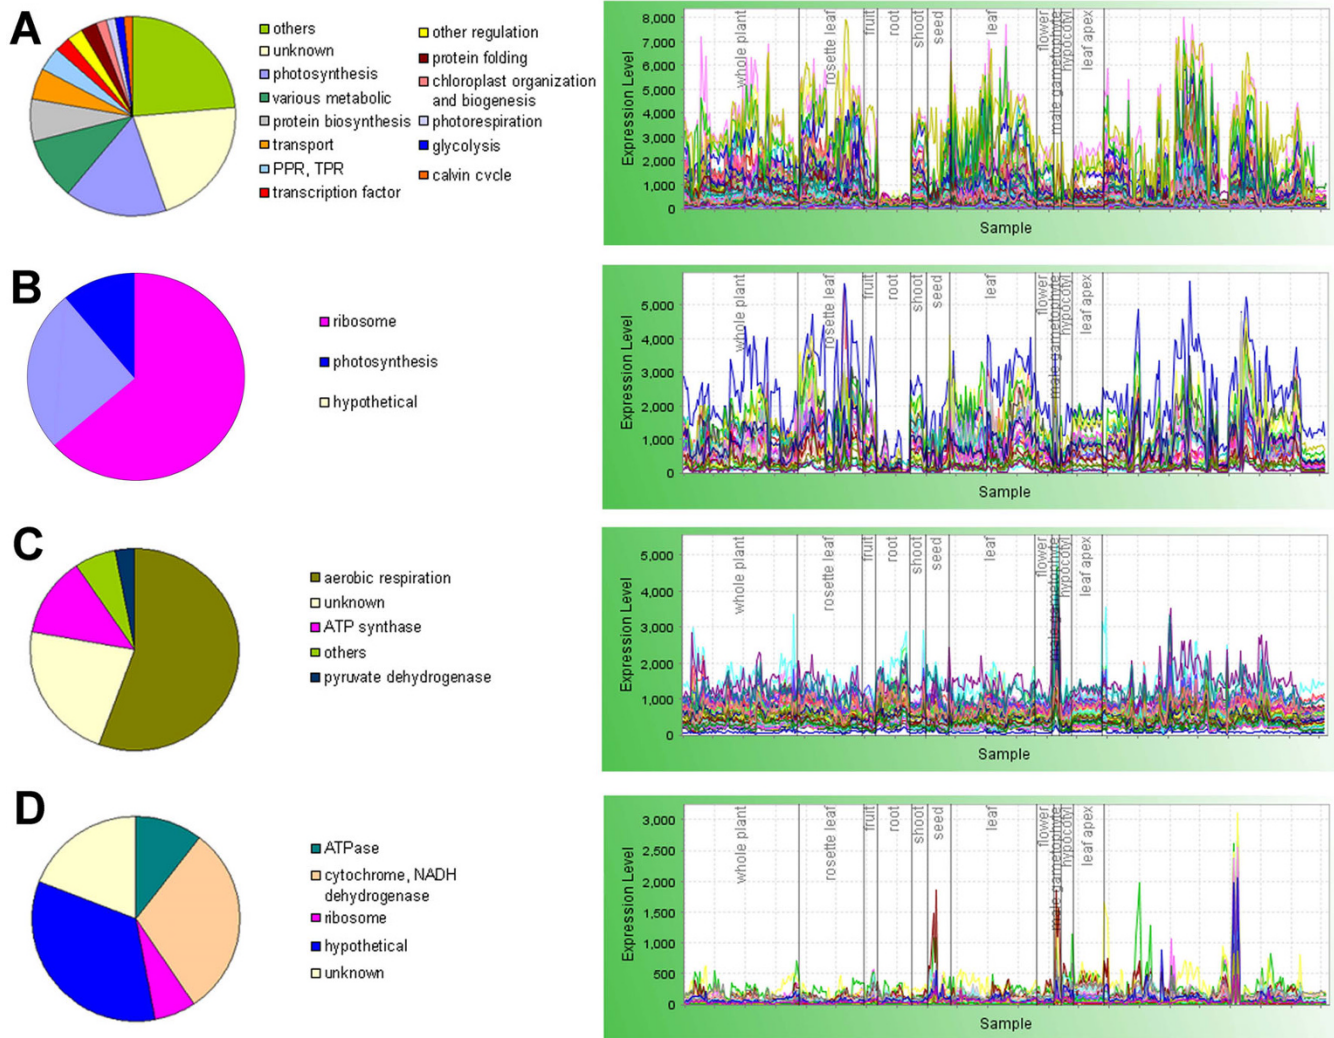 A
others
unknown
photosynthesis
various metabolic
protein biosynthesis
transport
PPR, TPR
transcription factor
other regulation
protein folding
chloroplast organization
and biogenesis
photorespiration
glycolysis
calvin cvcle
Expression Level
8,000
7,000
6,000
5,000
4,000
3,000
2,000
1,000
0
whole plant
rosette leaf
fruit
root
shoot
seed
leaf
flower
male gametophyte
hypocotyl
leaf apex
Sample
B
ribosome
photosynthesis
hypothetical
Expression Level
5,000
4,000
3,000
2,000
1,000
0
whole plant
rosette leaf
fruit
root
shoot
seed
leaf
flower
male gametophyte
hypocotyl
leaf apex
Sample
C
aerobic respiration
unknown
ATP synthase
others
pyruvate dehydrogenase
Expression Level
5,000
4,000
3,000
2,000
1,000
0
whole plant
rosette leaf
fruit
root
shoot
seed
leaf
flower
male gametophyte
hypocotyl
leaf apex
Sample
D
ATPase
cytochrome, NADH
dehydrogenase
ribosome
hypothetical
unknown
Expression Level
3,000
2,500
2,000
1,500
1,000
500
0
whole plant
rosette leaf
fruit
root
shoot
seed
leaf
flower
male gametophyte
hypocotyl
leaf apex
Sample